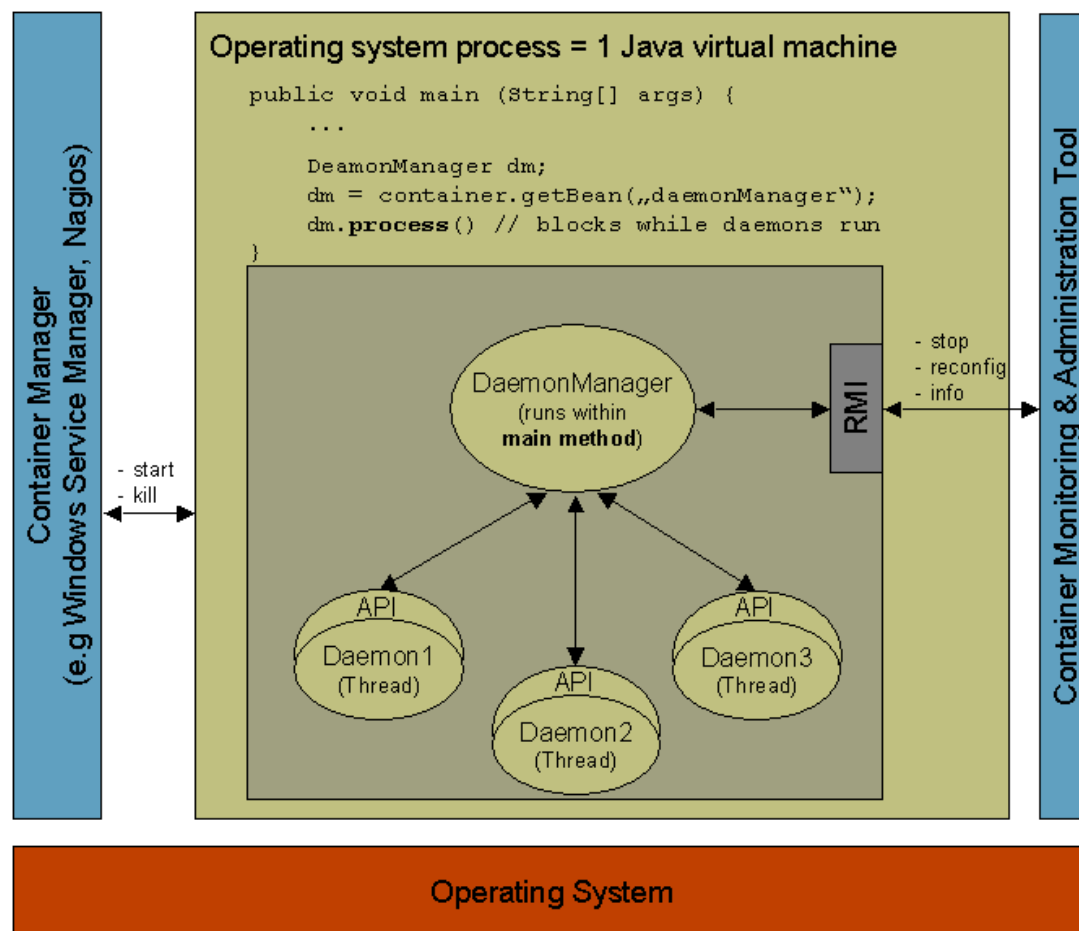 Container Manager
(e.g Windows Service Manager, Nagios)
- start
- kill
Operating system process = 1 Java virtual machine
public void main (String[] args) {
...
DeamonManager dm;
dm = container.getBean(„daemonManager“);
dm.process() // blocks while daemons run
}
DaemonManager
(runs within
main method)
RMI
- stop
- reconfig
- info
API
Daemon1
(Thread)
API
Daemon2
(Thread)
API
Daemon3
(Thread)
Container Monitoring & Administration Tool
Operating System